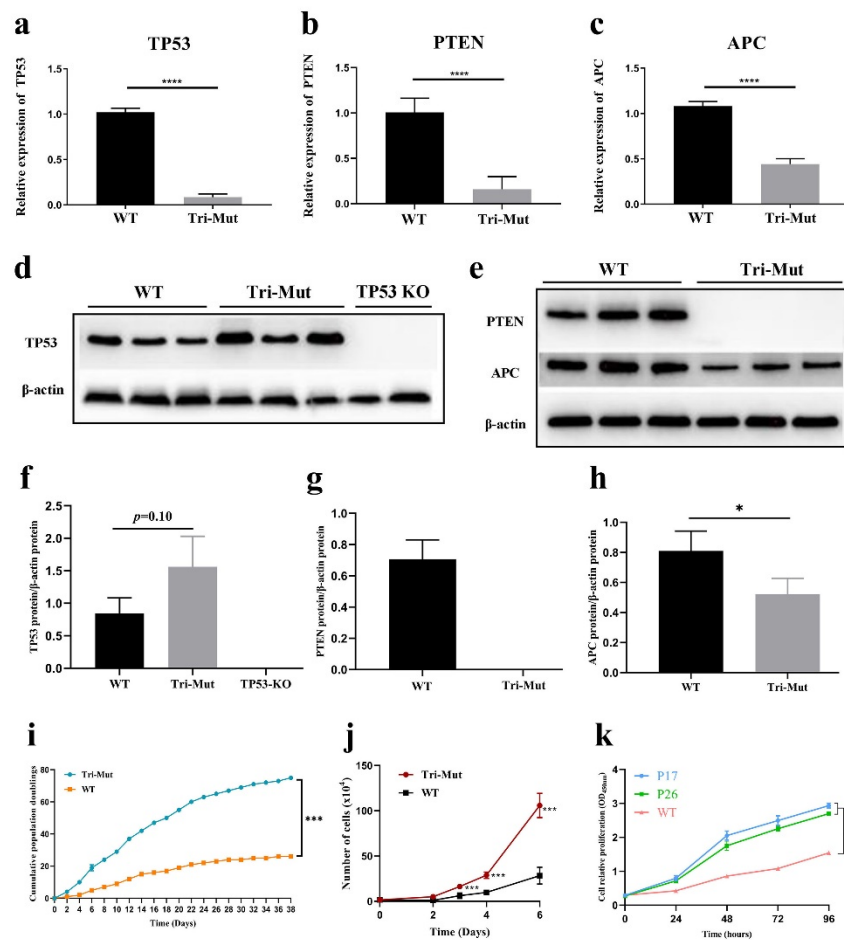 a
TP53
Relative expression of TP53
1.5
1.0
0.5
0.0
****
WT
Tri-Mut
b
PTEN
Relative expression of PTEN
1.5
1.0
0.5
0.0
****
WT
Tri-Mut
c
APC
Relative expression of APC
1.5
1.0
0.5
0.0
****
WT
Tri-Mut
d
WT
Tri-Mut
TP53 KO
TP53
β-actin
e
WT
Tri-Mut
PTEN
APC
β-actin
f
TP53 protein/β-actin protein
2.5
2.0
1.5
1.0
0.5
0.0
p=0.10
WT
Tri-Mut
TP53-KO
g
PTEN protein/β-actin protein
1.0
0.8
0.6
0.4
0.2
0.0
WT
Tri-Mut
h
APC protein/β-actin protein
1.0
0.8
0.6
0.4
0.2
0.0
*
WT
Tri-Mut
i
Cumulative population doublings
80
60
40
20
0
Tri-Mut
WT
***
0 2 4 6 8 10 12 14 16 18 20 22 24 26 28 30 32 34 36 38
Time (Days)
j
Number of cells (x10⁴)
150
100
50
0
Tri-Mut
WT
***
***
***
0 2 4 6
Time (Days)
k
Cell relative proliferation (OD450nm)
4
3
2
1
0
P17
P26
WT
0 24 48 72 96
Time (hours)